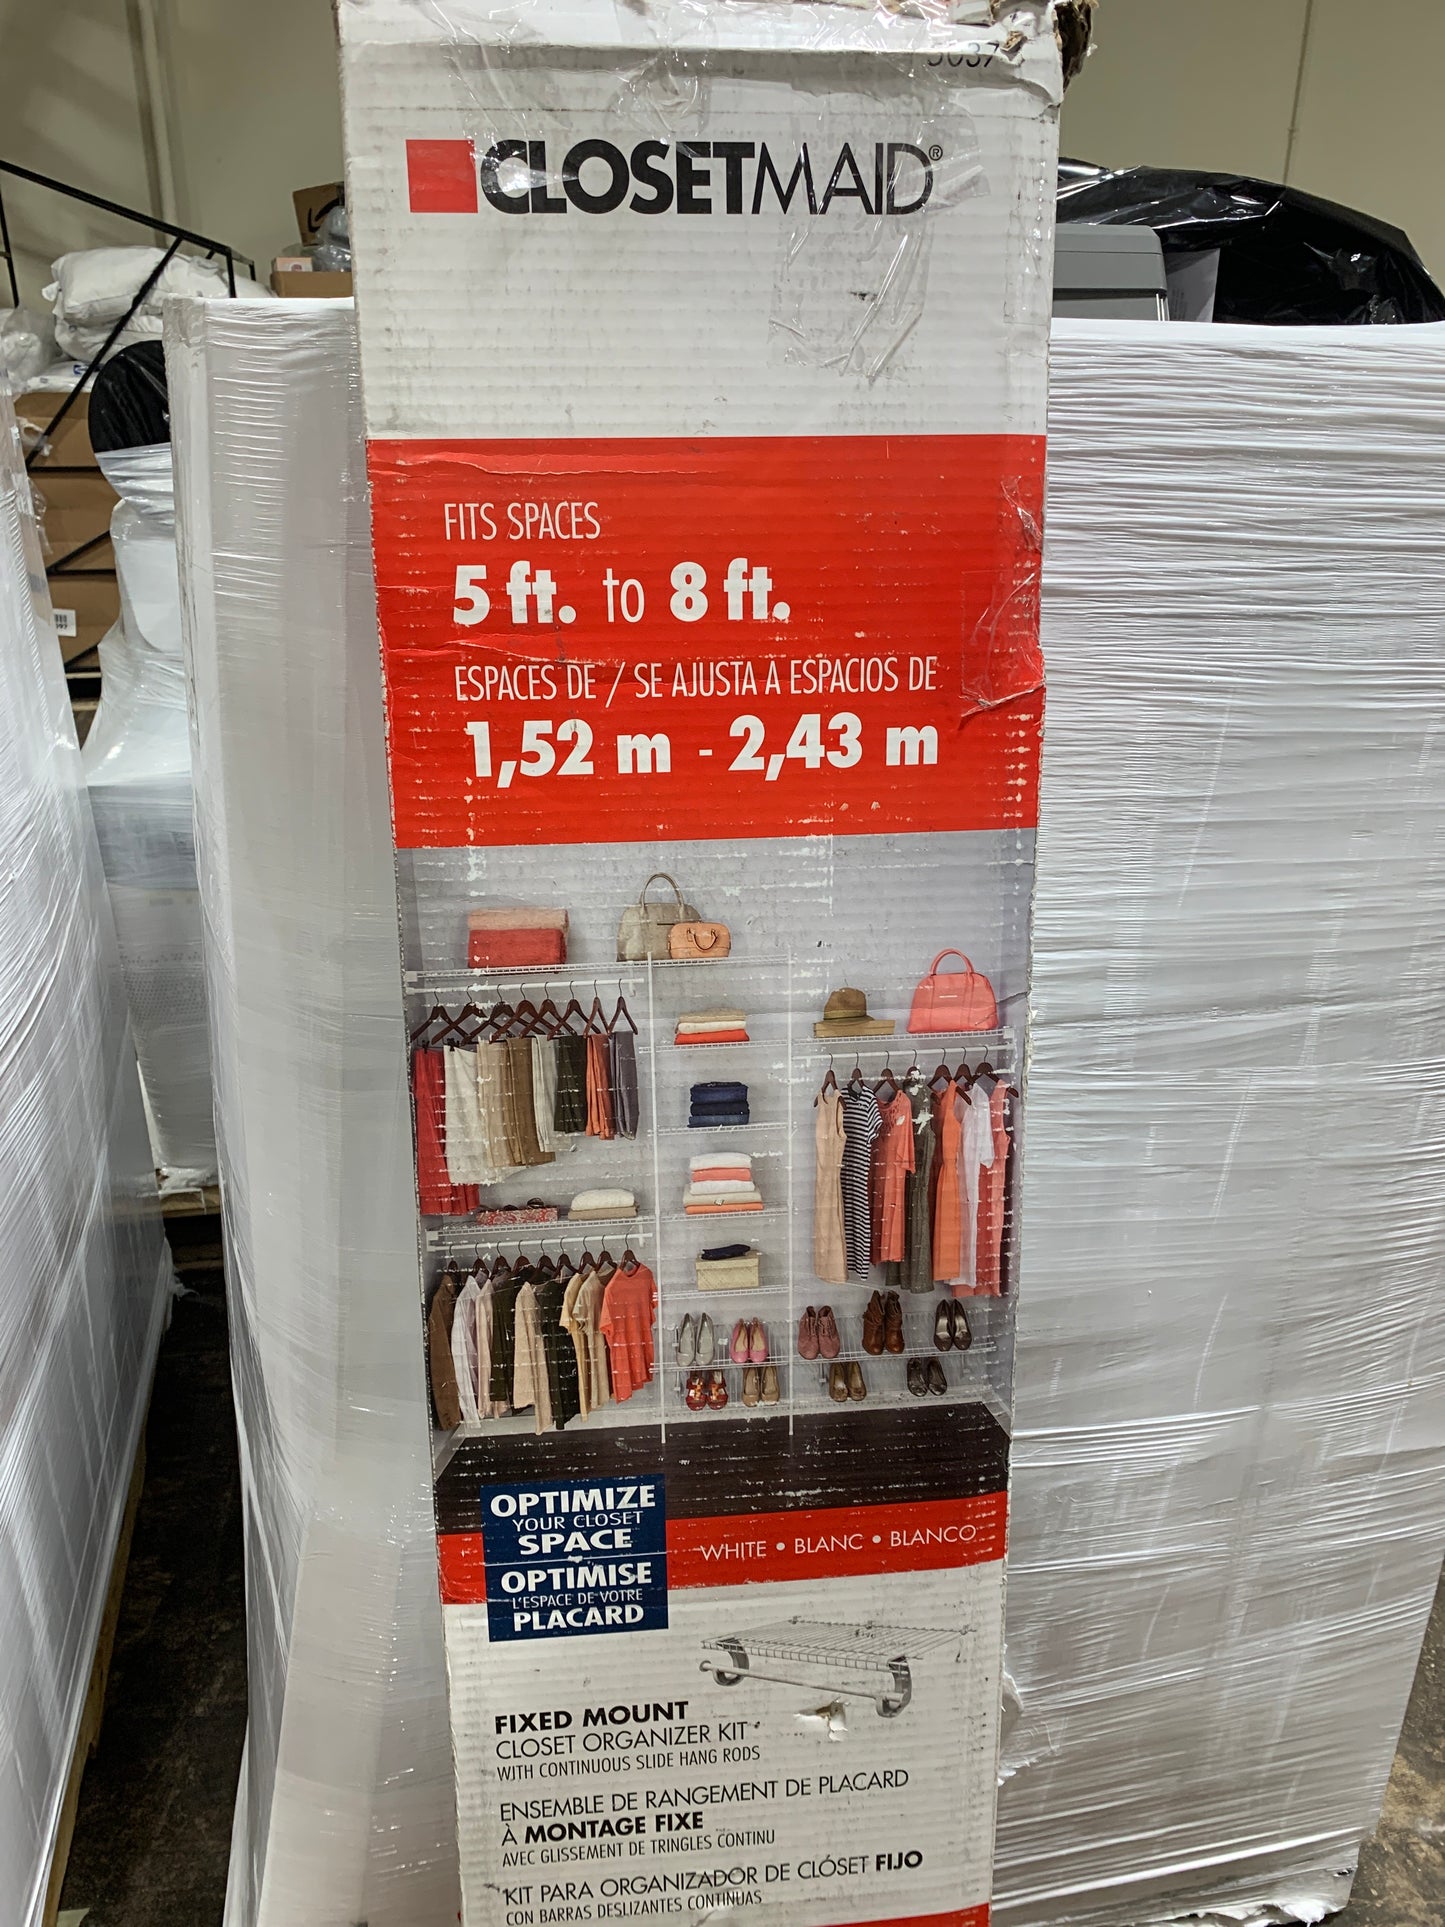 CLOSETMAID®
FITS SPACES
5 ft. to 8 ft.
ESPACES DE / SE AJUSTA A ESPACIOS DE
1,52 m - 2,43 m
OPTIMIZE
YOUR CLOSET
SPACE
OPTIMISE
L'ESPACE DE VOTRE
PLACARD
WHITE • BLANC • BLANCO
FIXED MOUNT
CLOSET ORGANIZER KIT
WITH CONTINUOUS SLIDE HANG RODS
ENSEMBLE DE RANGEMENT DE PLACARD
À MONTAGE FIXE
AVEC GLISSEMENT DE TRINGLES CONTINU
KIT PARA ORGANIZADOR DE CLÓSET FIJO
CON BARRAS DESLIZANTES CONTINUAS